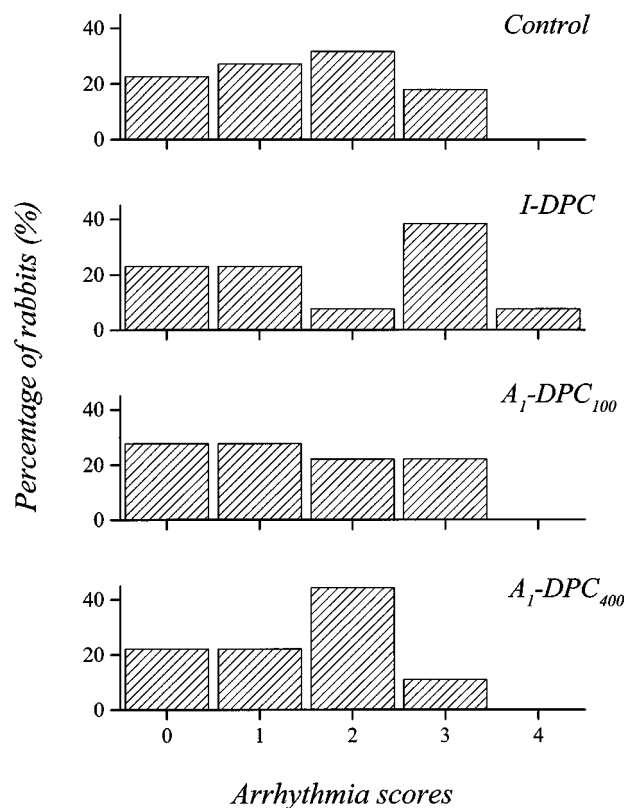 Control
40
20
0
I-DPC
40
20
0
A₁-DPC₁₀₀
40
20
0
A₁-DPC₄₀₀
40
20
0
0 1 2 3 4
Percentage of rabbits (%)
Arrhythmia scores